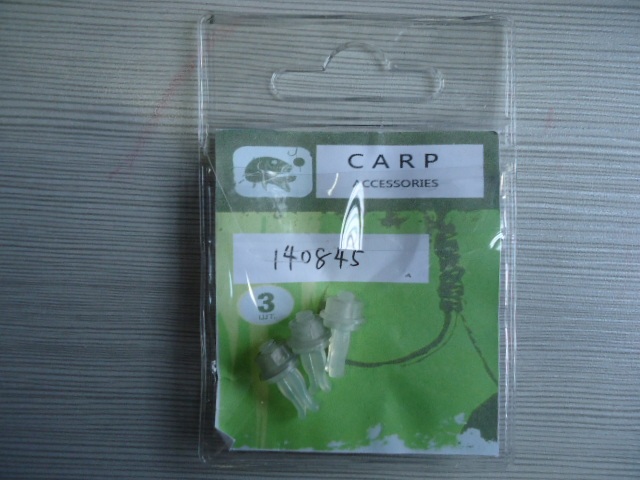 CARP
ACCESSORIES
140845
3
шт.